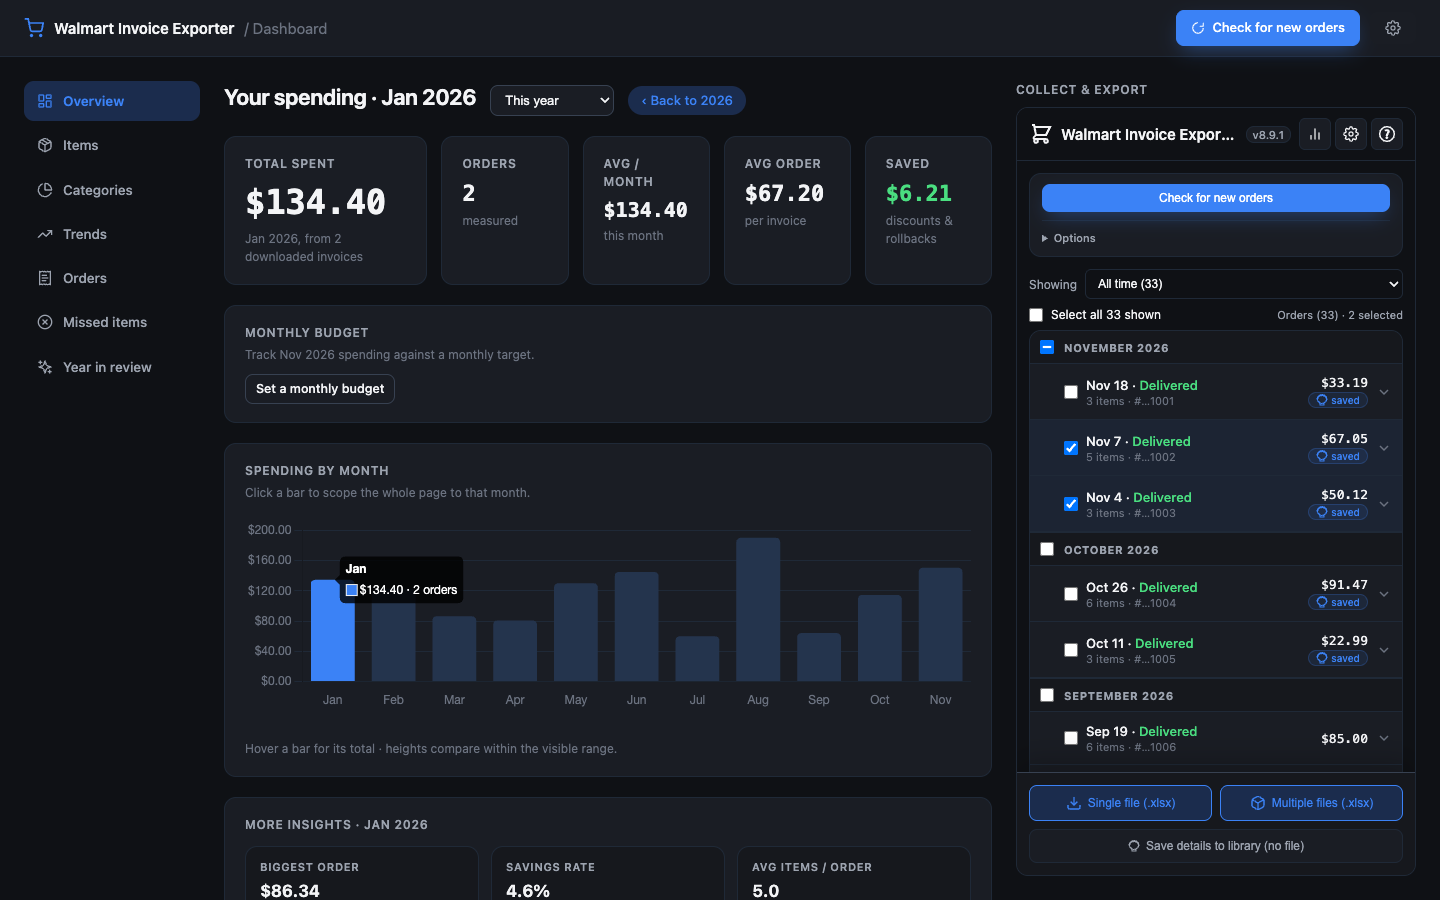 Walmart Invoice Exporter / Dashboard
Check for new orders
Overview
Items
Categories
Trends
Orders
Missed items
Year in review
Your spending · Jan 2026
This year
‹ Back to 2026
TOTAL SPENT
$134.40
Jan 2026, from 2
downloaded invoices
ORDERS
2
measured
AVG /
MONTH
$134.40
this month
AVG ORDER
$67.20
per invoice
SAVED
$6.21
discounts &
rollbacks
MONTHLY BUDGET
Track Nov 2026 spending against a monthly target.
Set a monthly budget
SPENDING BY MONTH
Click a bar to scope the whole page to that month.
$200.00
$160.00
$120.00
$80.00
$40.00
$0.00
Jan
$134.40 · 2 orders
Jan Feb Mar Apr May Jun Jul Aug Sep Oct Nov
Hover a bar for its total · heights compare within the visible range.
MORE INSIGHTS · JAN 2026
BIGGEST ORDER
$86.34
SAVINGS RATE
4.6%
AVG ITEMS / ORDER
5.0
COLLECT & EXPORT
Walmart Invoice Expor... v8.9.1
Check for new orders
Options
Showing All time (33)
Select all 33 shown Orders (33) · 2 selected
NOVEMBER 2026
Nov 18 · Delivered $33.19
3 items · #...1001 saved
Nov 7 · Delivered $67.05
5 items · #...1002 saved
Nov 4 · Delivered $50.12
3 items · #...1003 saved
OCTOBER 2026
Oct 26 · Delivered $91.47
6 items · #...1004 saved
Oct 11 · Delivered $22.99
3 items · #...1005 saved
SEPTEMBER 2026
Sep 19 · Delivered $85.00
6 items · #...1006
Single file (.xlsx)
Multiple files (.xlsx)
Save details to library (no file)